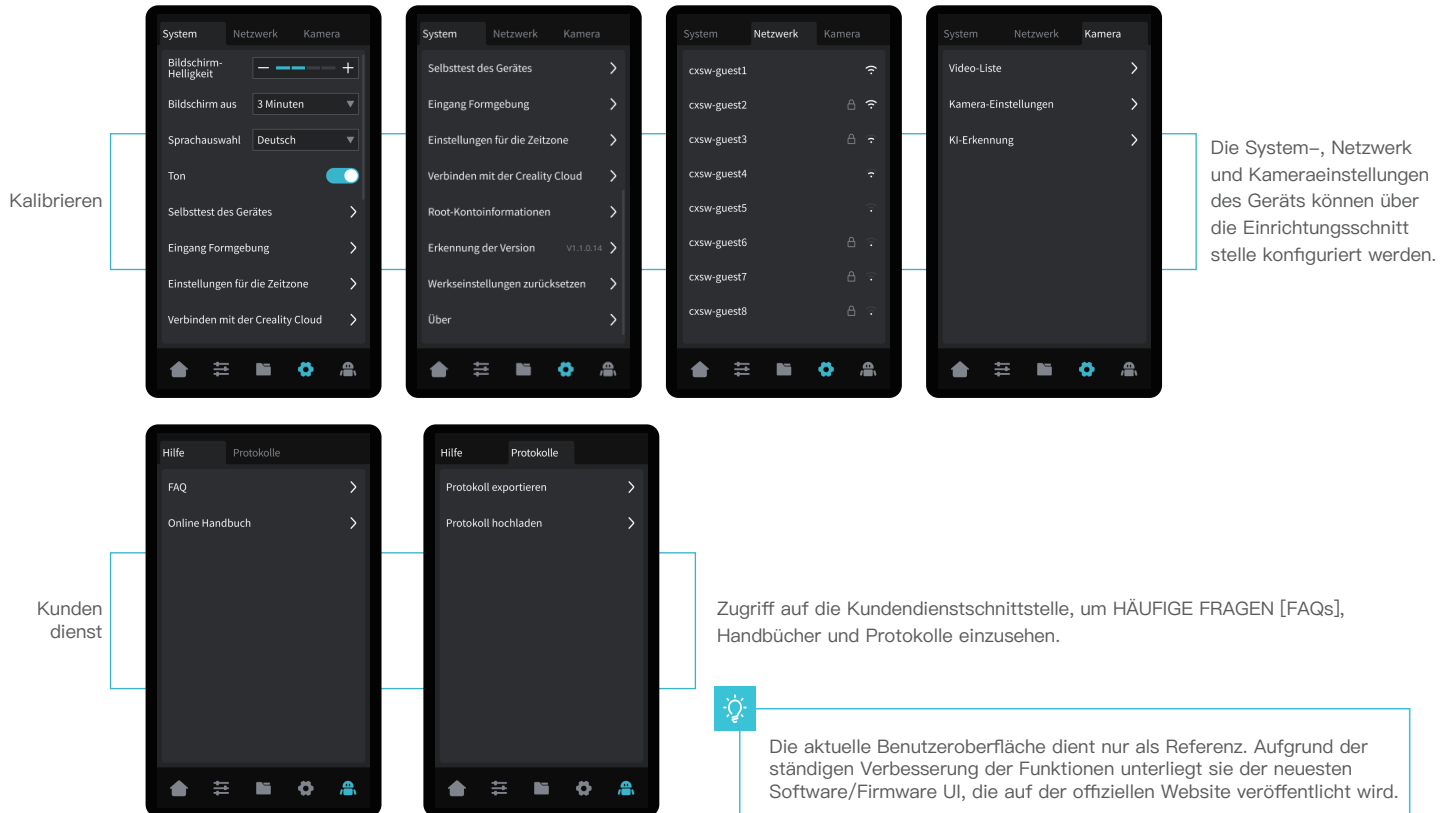 Kalibrieren
System Netzwerk Kamera
Bildschirm-
Helligkeit
Bildschirm aus 3 Minuten
Sprachauswahl Deutsch
Ton
Selbsttest des Gerätes
Eingang Formgebung
Einstellungen für die Zeitzone
Verbinden mit der Creality Cloud
System Netzwerk Kamera
Selbsttest des Gerätes
Eingang Formgebung
Einstellungen für die Zeitzone
Verbinden mit der Creality Cloud
Root-Kontoinformationen
Erkennung der Version V1.1.0.14
Werkseinstellungen zurücksetzen
Über
System Netzwerk Kamera
cxsw-guest1
cxsw-guest2
cxsw-guest3
cxsw-guest4
cxsw-guest5
cxsw-guest6
cxsw-guest7
cxsw-guest8
System Netzwerk Kamera
Video-Liste
Kamera-Einstellungen
KI-Erkennung
Die System–, Netzwerk
und Kameraeinstellungen
des Geräts können über
die Einrichtungsschnitt
stelle konfiguriert werden.
Kunden
dienst
Hilfe Protokolle
FAQ
Online Handbuch
Hilfe Protokolle
Protokoll exportieren
Protokoll hochladen
Zugriff auf die Kundendienstschnittstelle, um HÄUFIGE FRAGEN [FAQs],
Handbücher und Protokolle einzusehen.
Die aktuelle Benutzeroberfläche dient nur als Referenz. Aufgrund der
ständigen Verbesserung der Funktionen unterliegt sie der neuesten
Software/Firmware UI, die auf der offiziellen Website veröffentlicht wird.